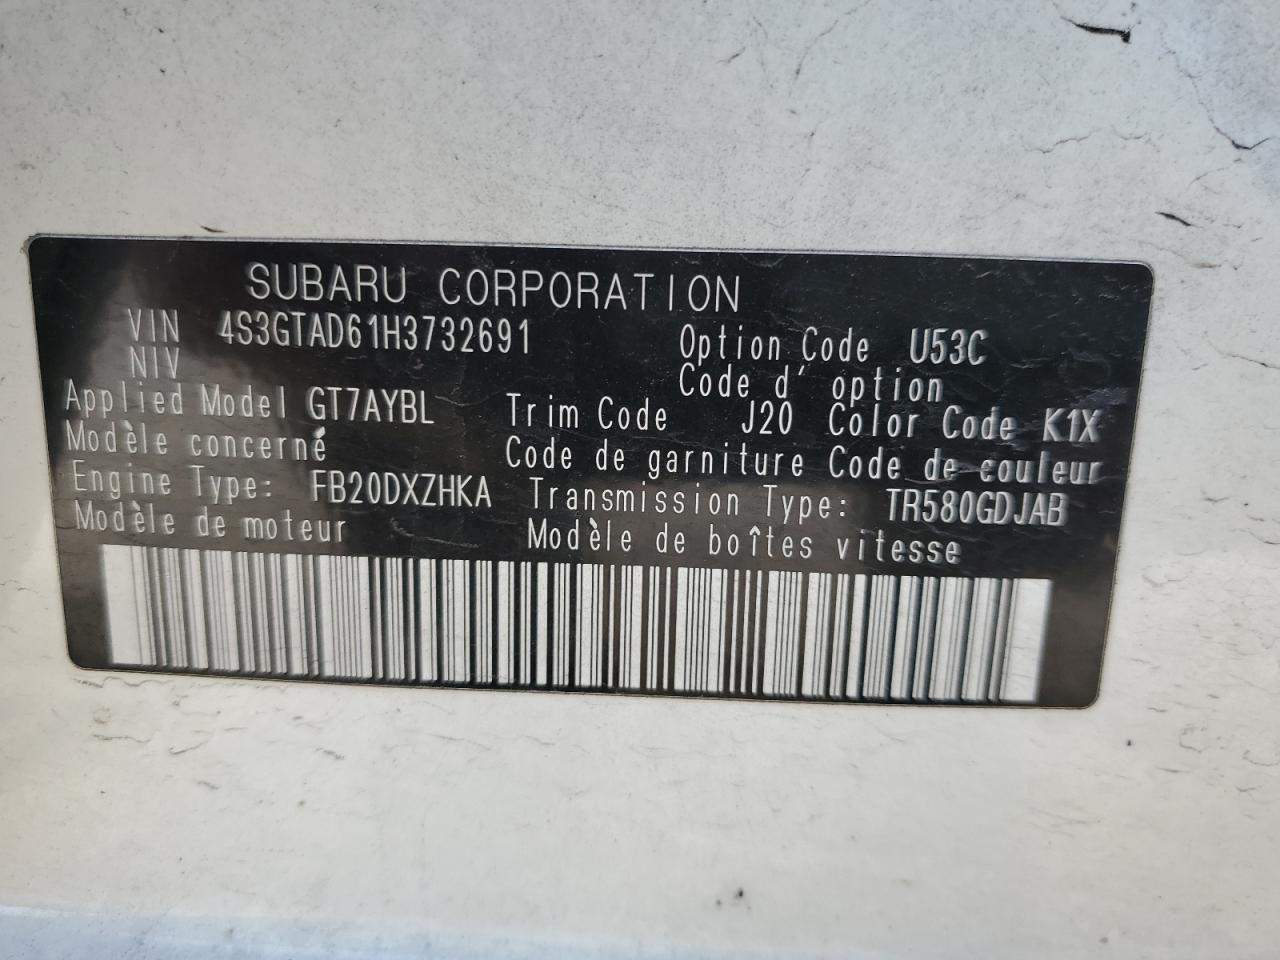 SUBARU CORPORATION
VIN 4S3GTAD61H3732691 Option Code U53C
NIV Code d' option
Applied Model GT7AYBL Trim Code J20 Color Code K1X
Modèle concerné Code de garniture Code de couleur
Engine Type: FB20DXZHKA Transmission Type: TR580GDJAB
Modèle de moteur Modèle de boîtes vitesse